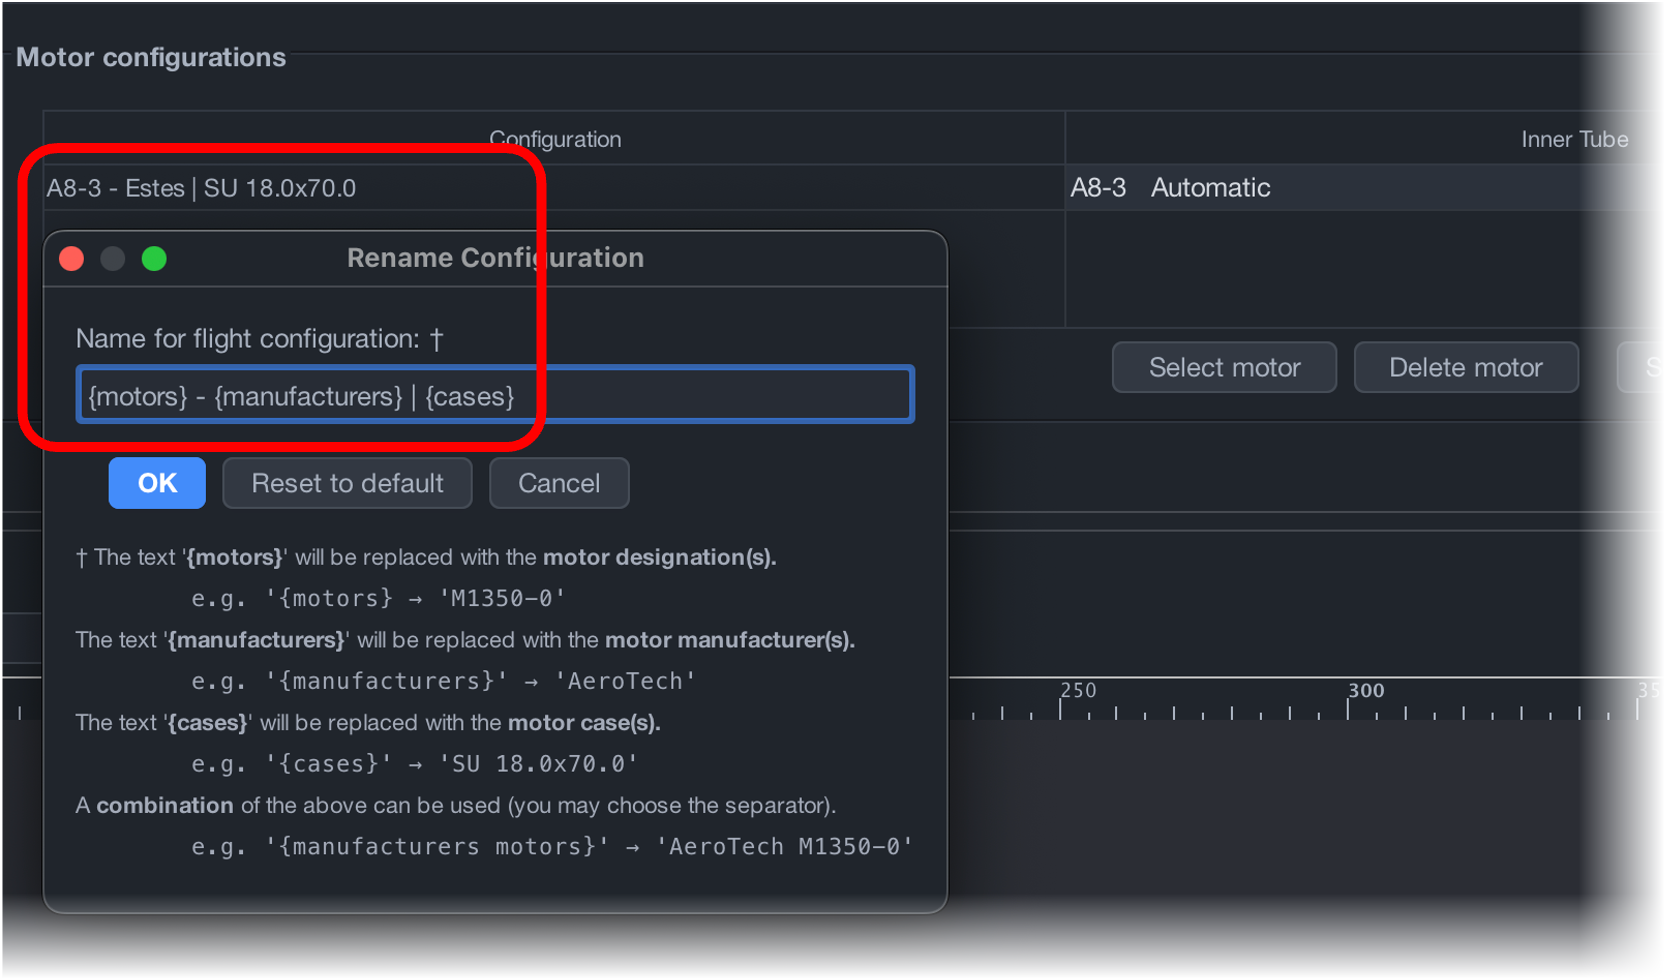 Motor configurations
Configuration
Inner Tube
A8-3 - Estes | SU 18.0x70.0
A8-3 Automatic
Rename Configuration
Name for flight configuration: †
{motors} - {manufacturers} | {cases}
Select motor
Delete motor
S
OK
Reset to default
Cancel
† The text '{motors}' will be replaced with the motor designation(s).
e.g. '{motors} → 'M1350-0'
The text '{manufacturers}' will be replaced with the motor manufacturer(s).
e.g. '{manufacturers}' → 'AeroTech'
The text '{cases}' will be replaced with the motor case(s).
e.g. '{cases}' → 'SU 18.0x70.0'
A combination of the above can be used (you may choose the separator).
e.g. '{manufacturers motors}' → 'AeroTech M1350-0'
250
300